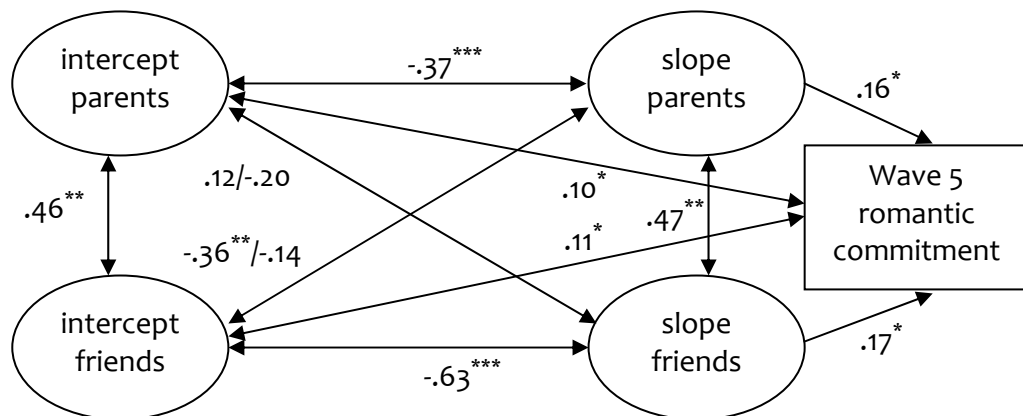 intercept
parents
-.37***
slope
parents
.16*
.46**
.12/-.20
.10*
.47**
Wave 5
romantic
commitment
-.36**/-.14
.11*
intercept
friends
-.63***
slope
friends
.17*